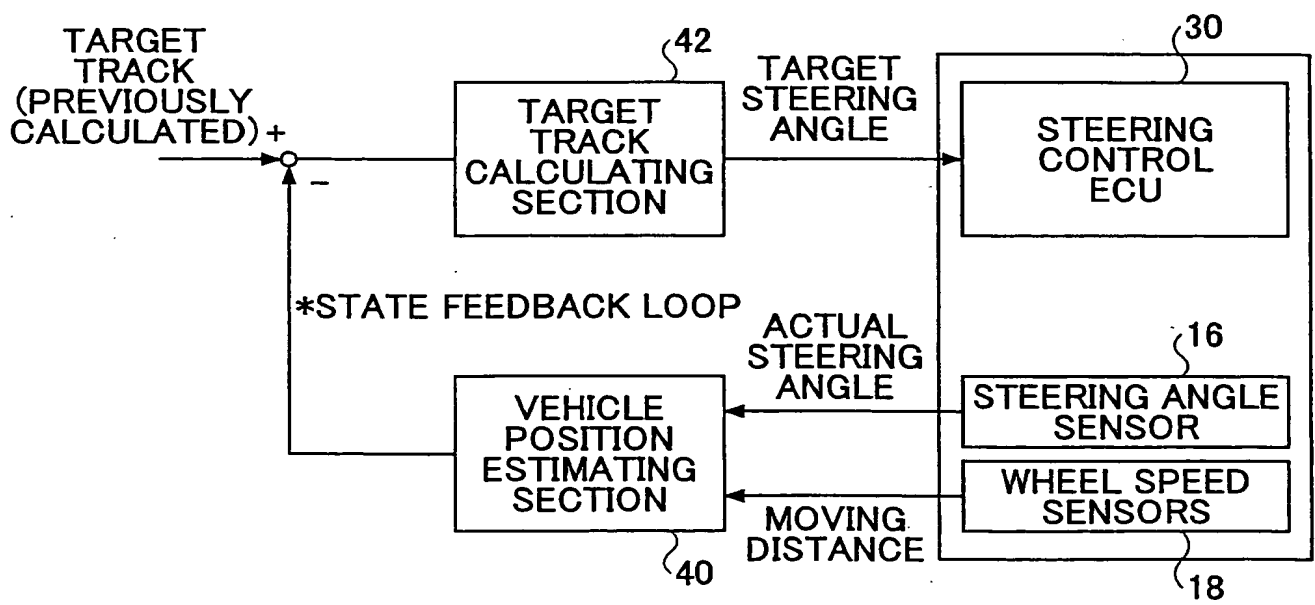 TARGET
TRACK
(PREVIOUSLY
CALCULATED) +
−
42
TARGET
TRACK
CALCULATING
SECTION
TARGET
STEERING
ANGLE
30
STEERING
CONTROL
ECU
*STATE FEEDBACK LOOP
VEHICLE
POSITION
ESTIMATING
SECTION
40
ACTUAL
STEERING
ANGLE
MOVING
DISTANCE
16
STEERING ANGLE
SENSOR
WHEEL SPEED
SENSORS
18